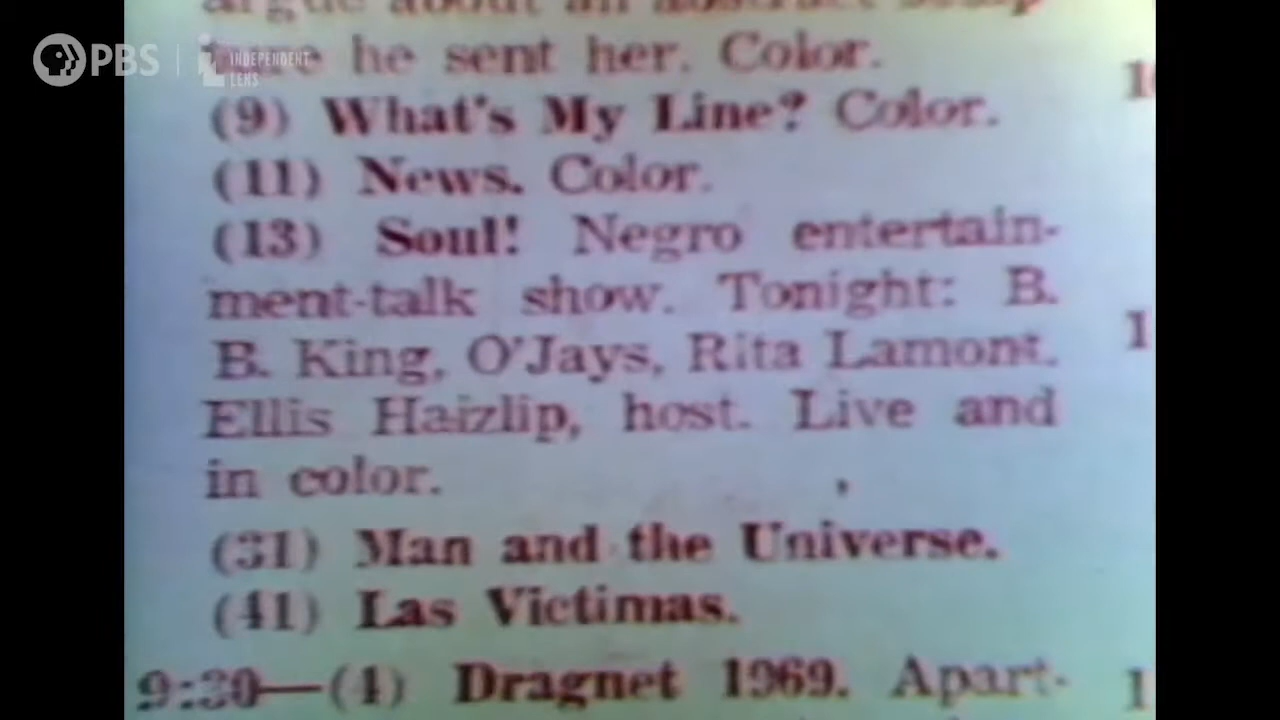 PBS
INDEPENDENT
LENS
he sent her. Color.
(9) What's My Line? Color.
(11) News. Color.
(13) Soul! Negro entertain-
ment-talk show. Tonight: B.
B. King, O'Jays, Rita Lamont.
Ellis Haizlip, host. Live and
in color.
(31) Man and the Universe.
(41) Las Victimas.
9:30—(4) Dragnet 1969. Apart-